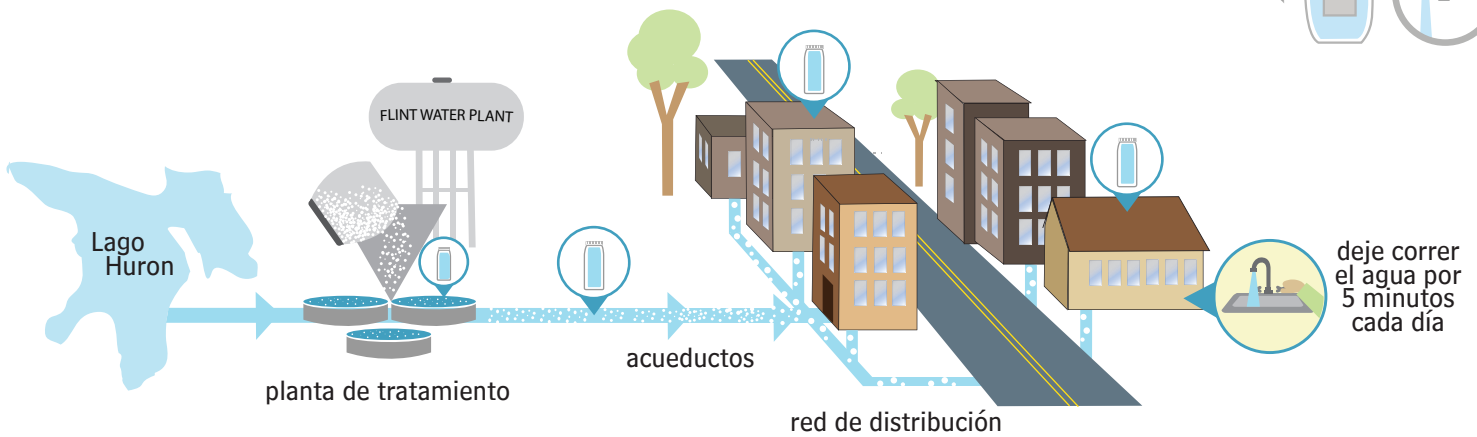 FLINT WATER PLANT
Lago
Huron
planta de tratamiento
acueductos
red de distribución
deje correr
el agua por
5 minutos
cada día